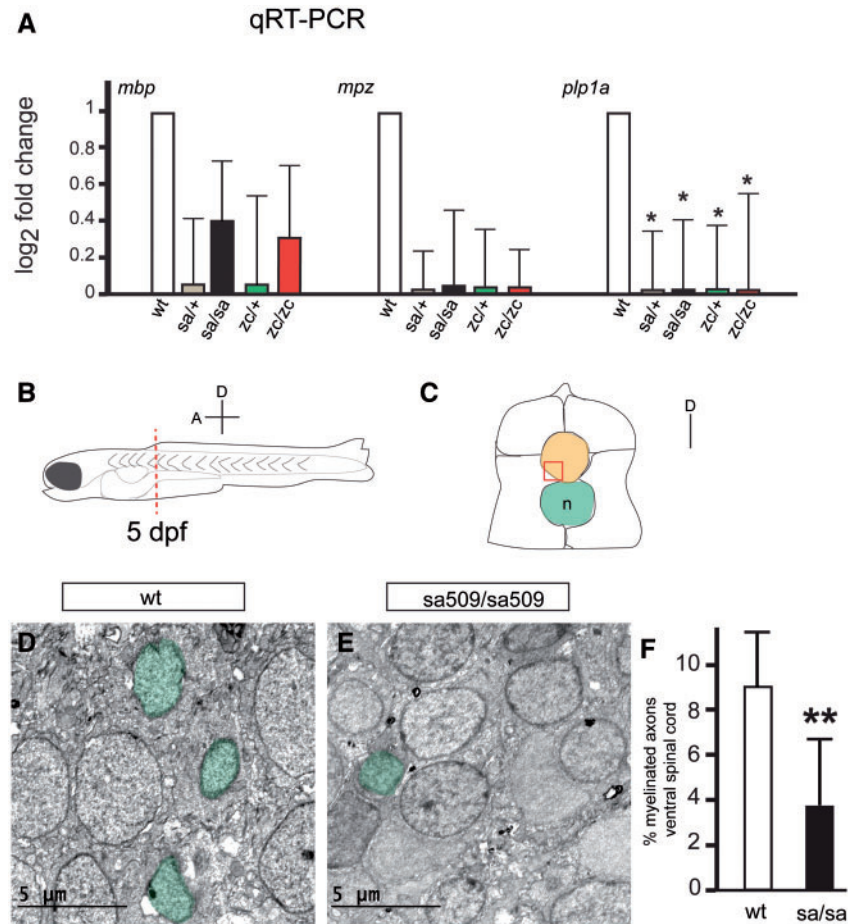 A
qRT-PCR
mbp
mpz
plp1a
log2 fold change
1
0.8
0.6
0.4
0.2
0
* * * *
wt sa/+ sa/sa zc/+ zc/zc
wt sa/+ sa/sa zc/+ zc/zc
wt sa/+ sa/sa zc/+ zc/zc
B
D
A
5 dpf
C
D
n
wt
sa509/sa509
D
5 µm
E
5 µm
F
% myelinated axons
ventral spinal cord
10
8
6
4
2
0
**
wt sa/sa